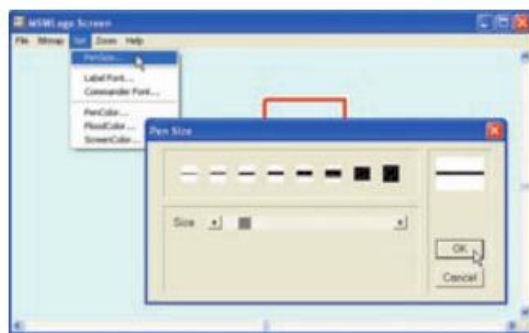 MSWLogo Screen
File Bitmap Set Zoom Help
PenSize...
Label Font...
Commander Font...
PenColor...
FloodColor...
ScreenColor...
Pen Size
Size
OK
Cancel